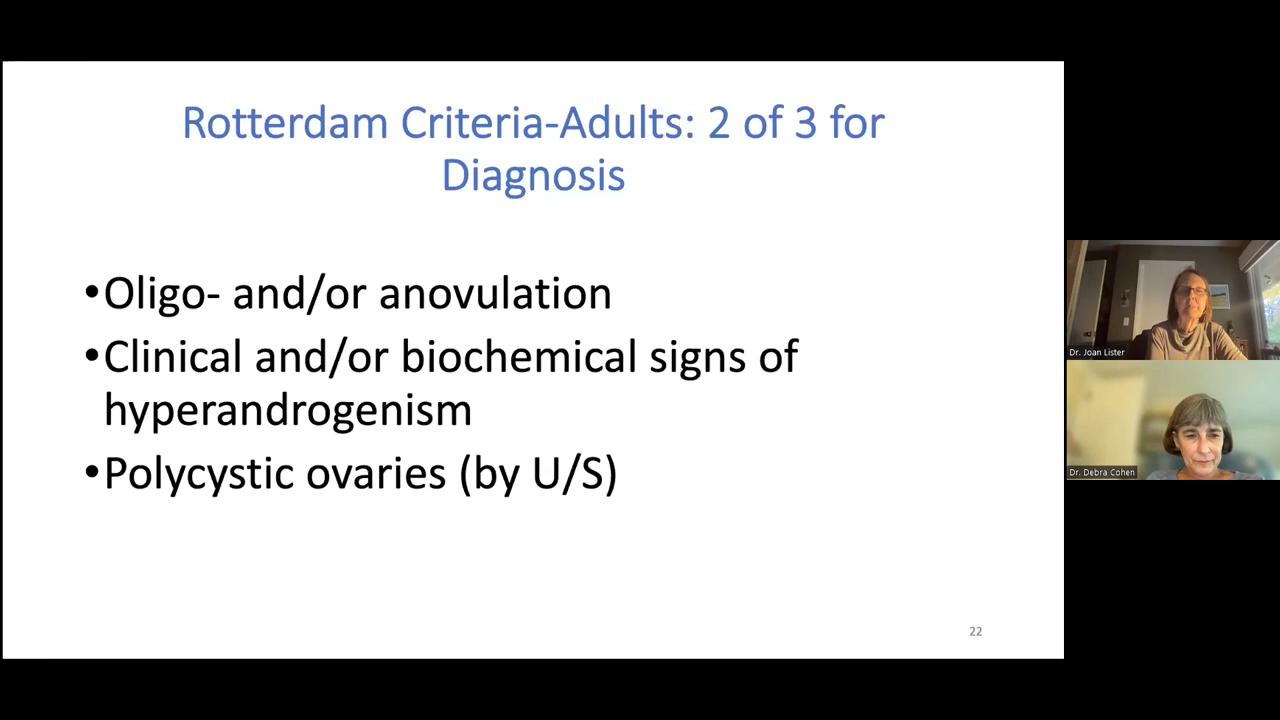 Rotterdam Criteria-Adults: 2 of 3 for
Diagnosis
•Oligo- and/or anovulation
•Clinical and/or biochemical signs of
hyperandrogenism
•Polycystic ovaries (by U/S)
22
Dr. Joan Lister
Dr. Debra Cohen